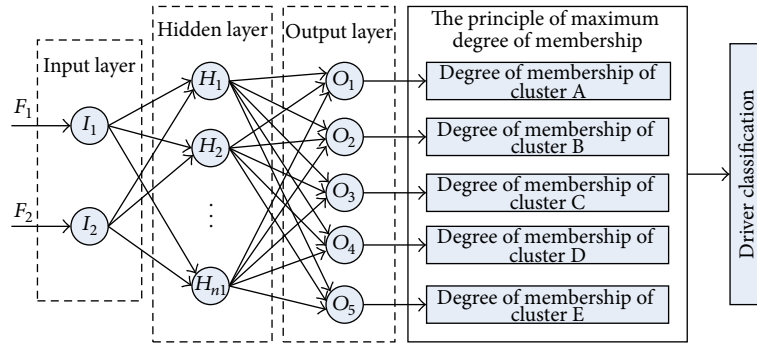 Input layer
Hidden layer
Output layer
The principle of maximum
degree of membership
F1
F2
I1
I2
H1
H2
⋮
Hn1
O1
O2
O3
O4
O5
Degree of membership of
cluster A
Degree of membership of
cluster B
Degree of membership of
cluster C
Degree of membership of
cluster D
Degree of membership of
cluster E
Driver classification